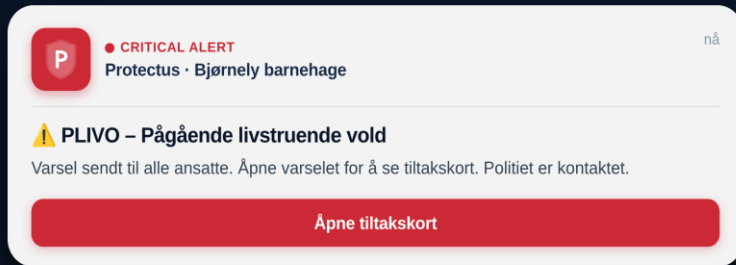 P
CRITICAL ALERT
nå
Protectus · Bjørnely barnehage
⚠️ PLIVO – Pågående livstruende vold
Varsel sendt til alle ansatte. Åpne varselet for å se tiltakskort. Politiet er kontaktet.
Åpne tiltakskort